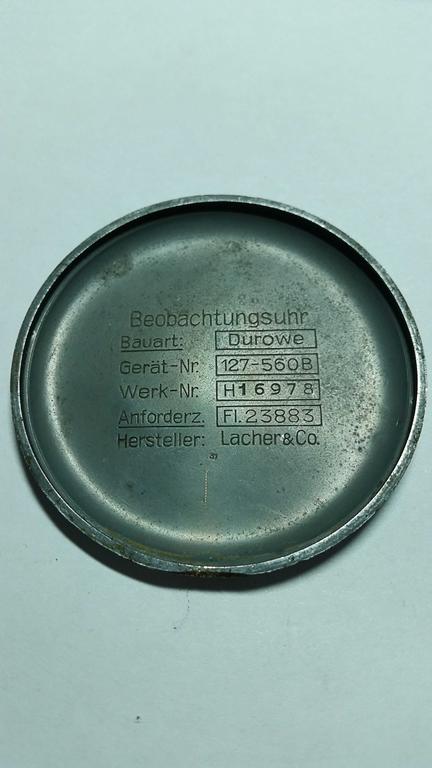 Beobachtungsuhr
Bauart: Durowe
Gerät-Nr. 127-560B
Werk-Nr. H16978
Anforderz. Fl.23883
Hersteller: Lacher&Co.